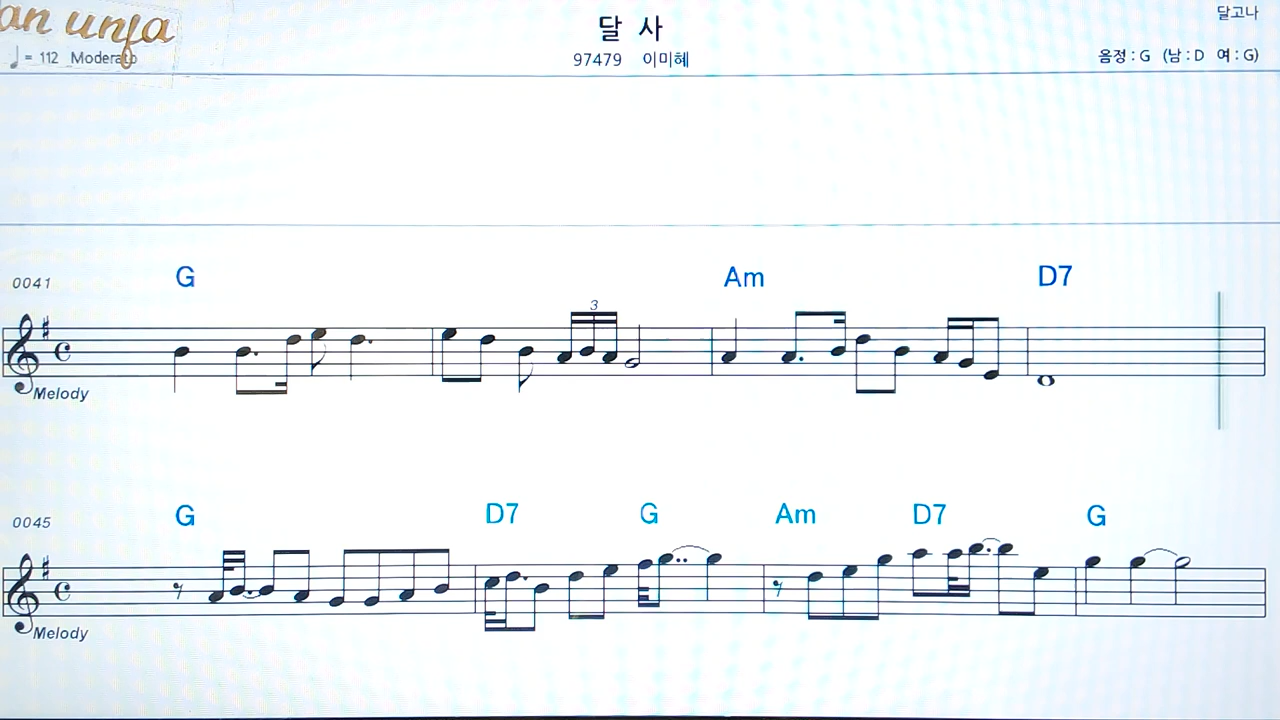 an unja
달고나
달 사
♩ = 112 Moderato
97479 이미혜
음정 : G (남 : D 여 : G)
0041
G Am D7
3
Melody
0045
G D7 G Am D7 G
Melody